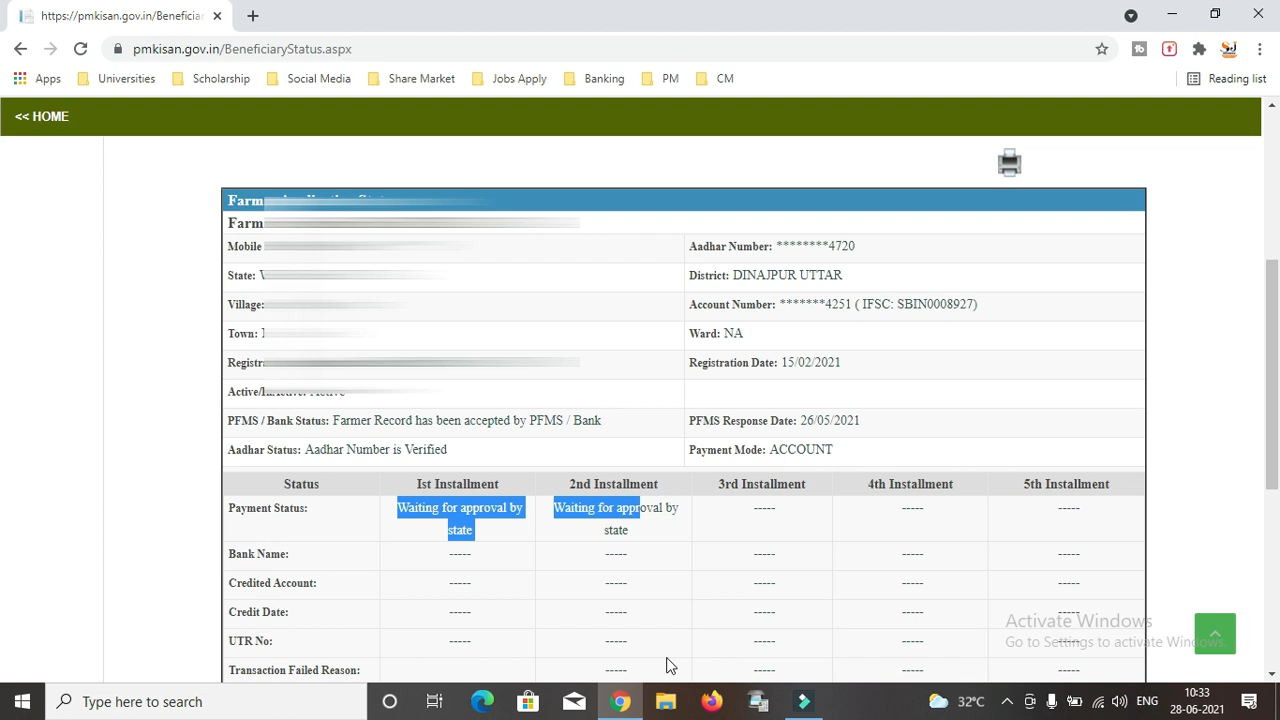 https://pmkisan.gov.in/Beneficiar
pmkisan.gov.in/BeneficiaryStatus.aspx
Apps Universities Scholarship Social Media Share Market Jobs Apply Banking PM CM Reading list
<< HOME
Farm
Farm
Mobile Aadhar Number: ********4720
State: District: DINAJPUR UTTAR
Village: Account Number: *******4251 ( IFSC: SBIN0008927)
Town: Ward: NA
Registr Registration Date: 15/02/2021
Active/
PFMS / Bank Status: Farmer Record has been accepted by PFMS / Bank PFMS Response Date: 26/05/2021
Aadhar Status: Aadhar Number is Verified Payment Mode: ACCOUNT
Status Ist Installment 2nd Installment 3rd Installment 4th Installment 5th Installment
Payment Status: Waiting for approval by Waiting for approval by ----- ----- -----
state state
Bank Name: ----- ----- ----- ----- -----
Credited Account: ----- ----- ----- ----- -----
Credit Date: ----- ----- ----- ----- -----
Activate Windows
UTR No: ----- ----- ----- ----- -----
Go to Settings to activate Windows.
Transaction Failed Reason: ----- ----- ----- -----
Type here to search 32°C ENG 10:33
28-06-2021